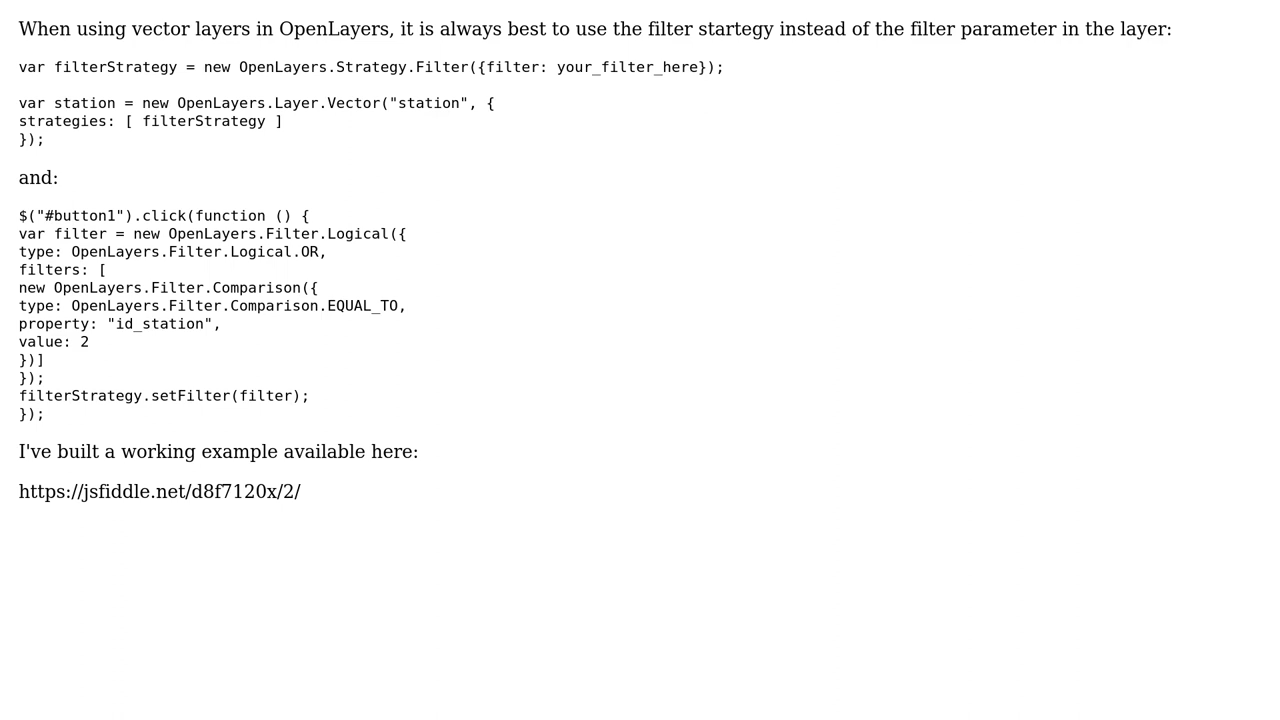 When using vector layers in OpenLayers, it is always best to use the filter startegy instead of the filter parameter in the layer:
var filterStrategy = new OpenLayers.Strategy.Filter({filter: your_filter_here});
var station = new OpenLayers.Layer.Vector("station", {
strategies: [ filterStrategy ]
});
and:
$("#button1").click(function () {
var filter = new OpenLayers.Filter.Logical({
type: OpenLayers.Filter.Logical.OR,
filters: [
new OpenLayers.Filter.Comparison({
type: OpenLayers.Filter.Comparison.EQUAL_TO,
property: "id_station",
value: 2
})]
});
filterStrategy.setFilter(filter);
});
I've built a working example available here:
https://jsfiddle.net/d8f7120x/2/